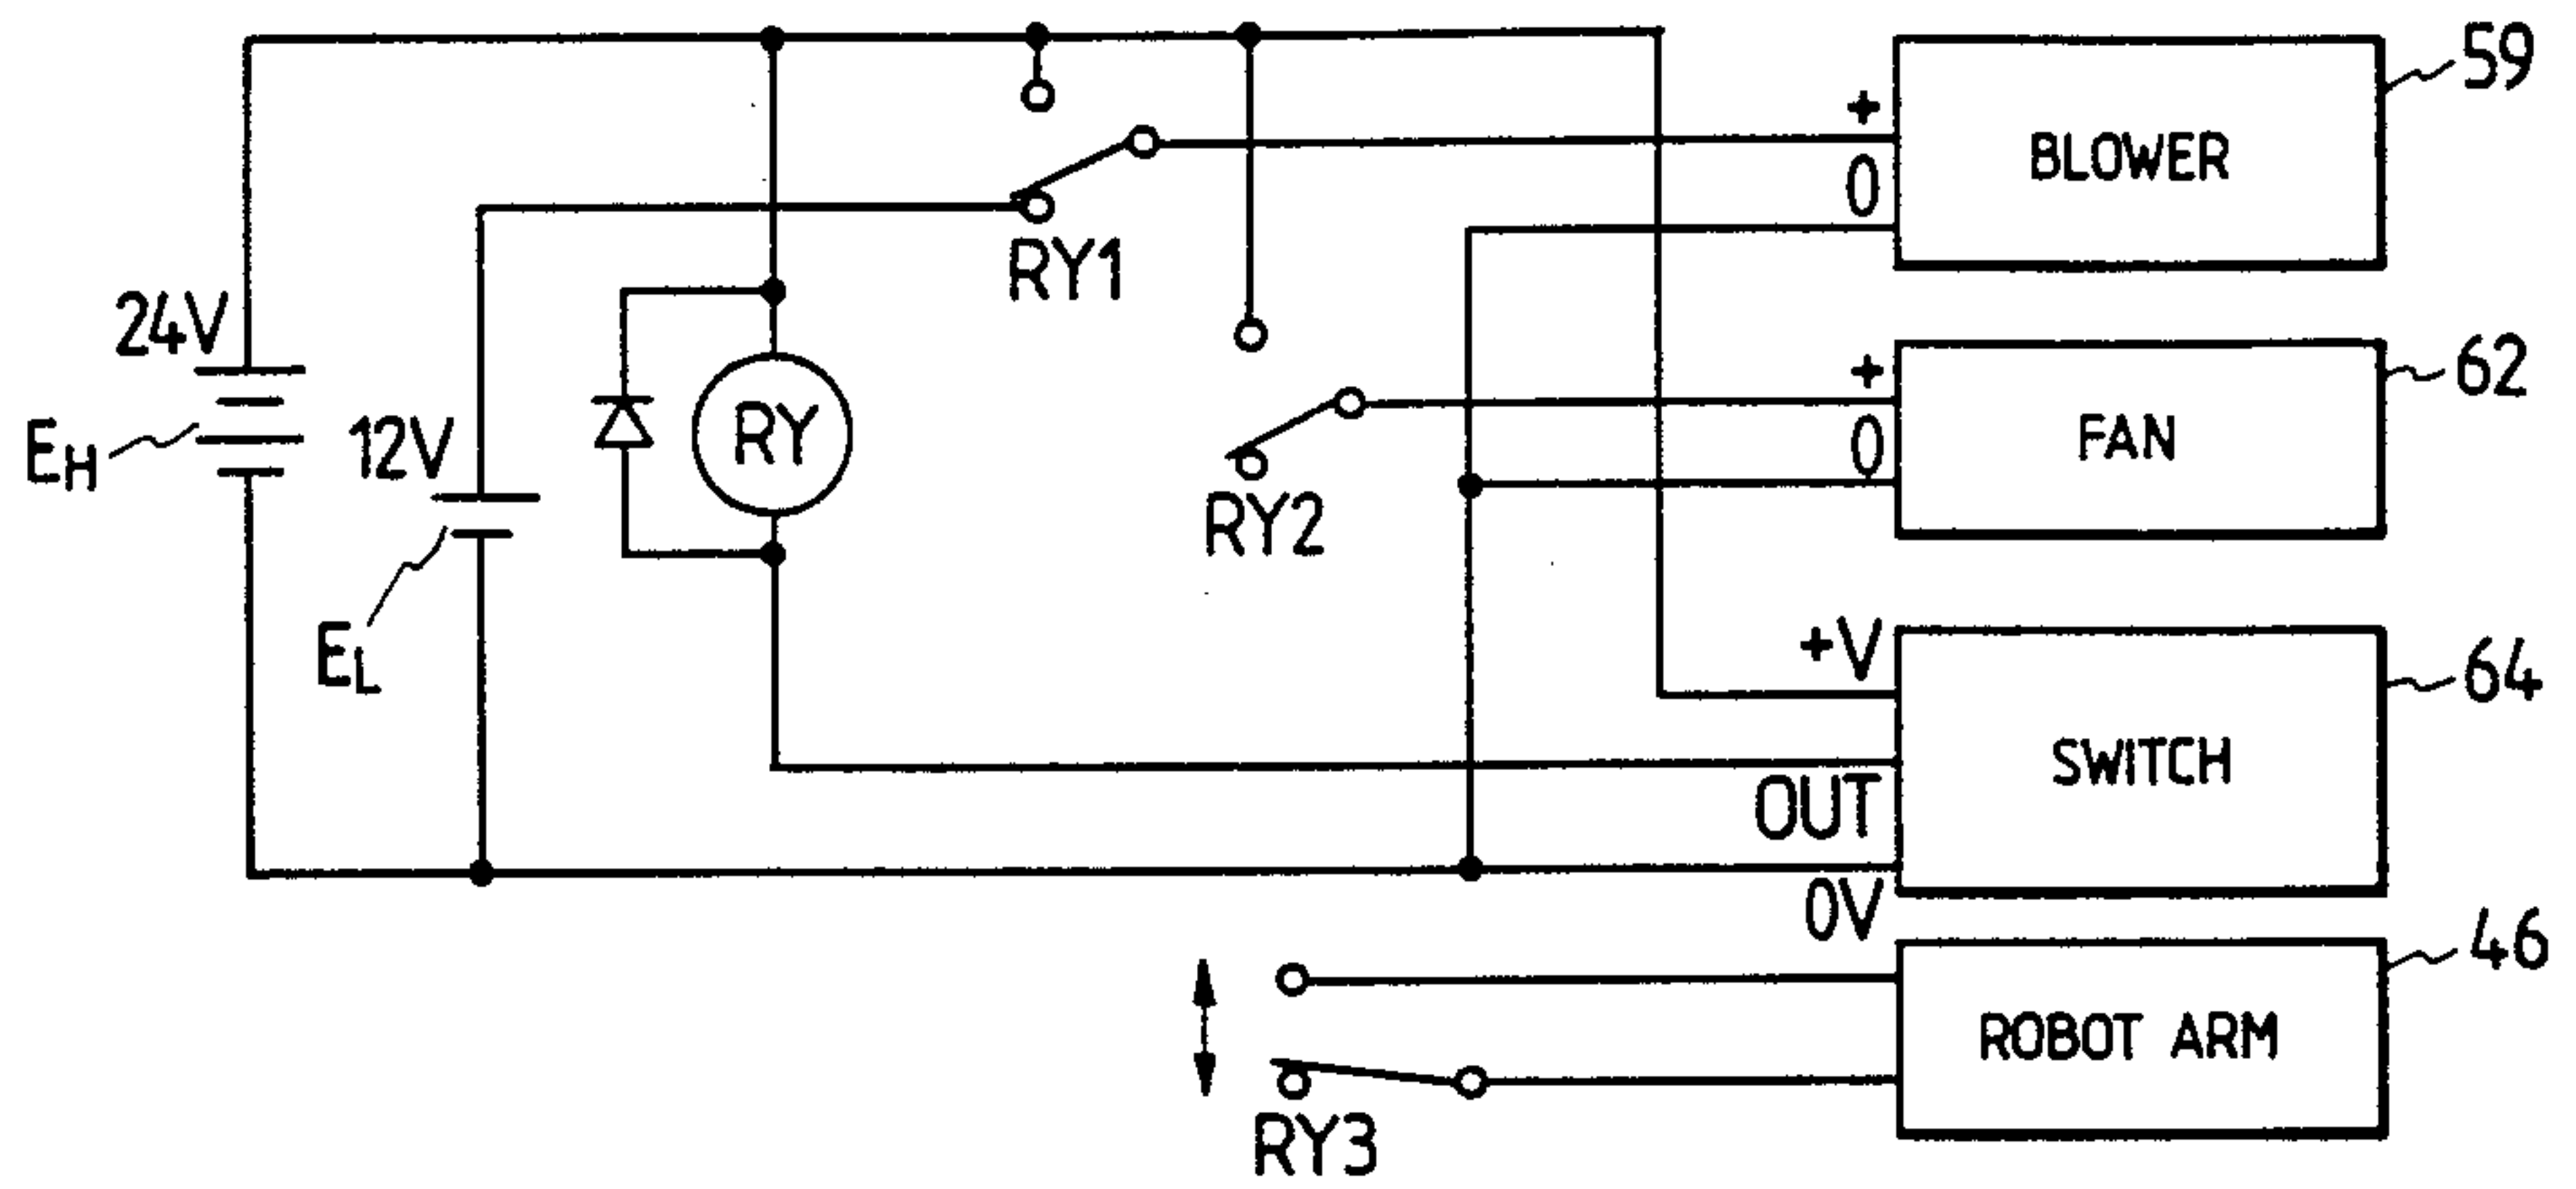 59
+
0
BLOWER
RY1
24V
EH
12V
EL
RY
62
+
0
FAN
RY2
64
+V
SWITCH
OUT
0V
46
ROBOT ARM
RY3